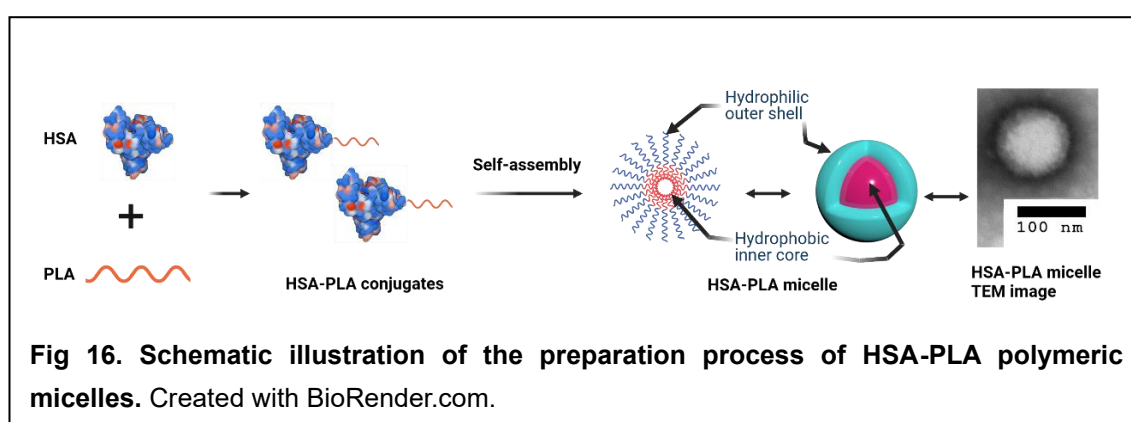 HSA
+
PLA
HSA-PLA conjugates
Self-assembly
Hydrophilic
outer shell
Hydrophobic
inner core
HSA-PLA micelle
100 nm
HSA-PLA micelle
TEM image
Fig 16. Schematic illustration of the preparation process of HSA-PLA polymeric
micelles. Created with BioRender.com.